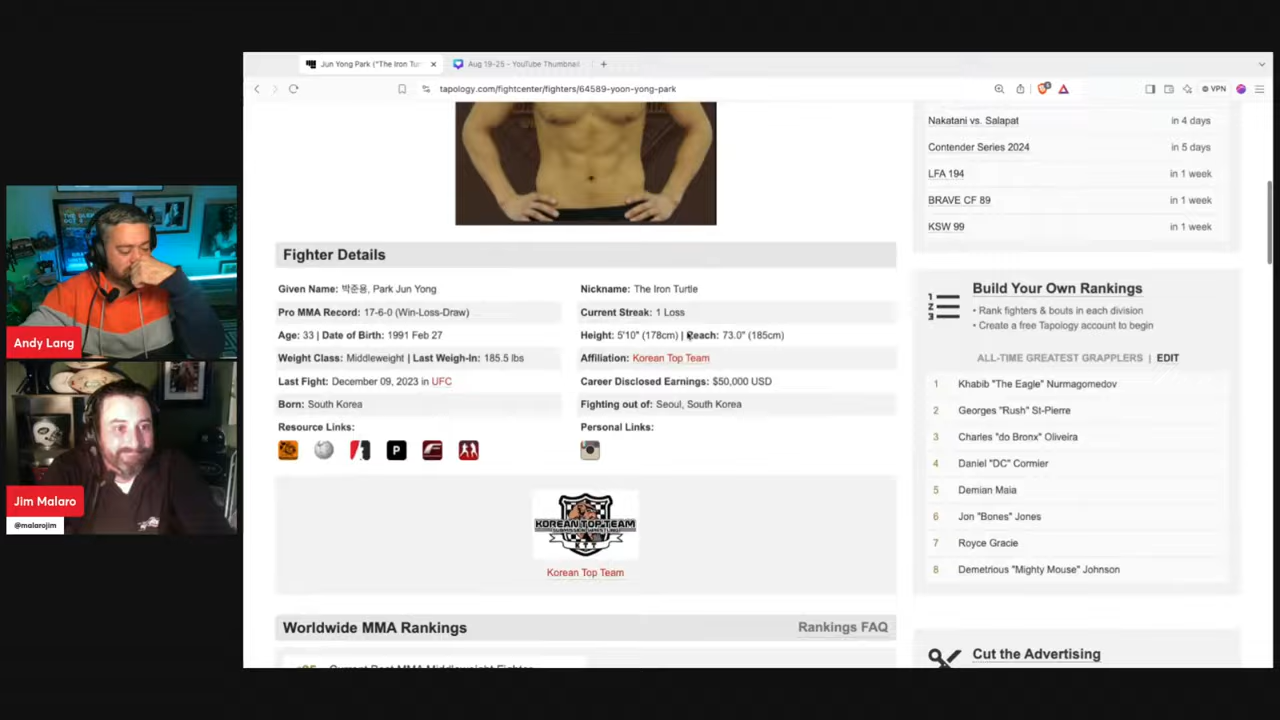 Jun Yong Park ("The Iron Tur
Aug 19-25 - YouTube Thumbnai
tapology.com/fightcenter/fighters/64589-yoon-yong-park
VPN
Nakatani vs. Salapat in 4 days
Contender Series 2024 in 5 days
LFA 194 in 1 week
BRAVE CF 89 in 1 week
KSW 99 in 1 week
Fighter Details
Given Name: 박준용, Park Jun Yong
Nickname: The Iron Turtle
Pro MMA Record: 17-6-0 (Win-Loss-Draw)
Current Streak: 1 Loss
Age: 33 | Date of Birth: 1991 Feb 27
Height: 5'10" (178cm) | Reach: 73.0" (185cm)
Weight Class: Middleweight | Last Weigh-In: 185.5 lbs
Affiliation: Korean Top Team
Last Fight: December 09, 2023 in UFC
Career Disclosed Earnings: $50,000 USD
Born: South Korea
Fighting out of: Seoul, South Korea
Resource Links:
Personal Links:
P
KOREAN TOP TEAM
Korean Top Team
Worldwide MMA Rankings
Rankings FAQ
Current Best MMA Middleweight Fighter
Build Your Own Rankings
• Rank fighters & bouts in each division
• Create a free Tapology account to begin
ALL-TIME GREATEST GRAPPLERS | EDIT
1 Khabib "The Eagle" Nurmagomedov
2 Georges "Rush" St-Pierre
3 Charles "do Bronx" Oliveira
4 Daniel "DC" Cormier
5 Demian Maia
6 Jon "Bones" Jones
7 Royce Gracie
8 Demetrious "Mighty Mouse" Johnson
Cut the Advertising
Andy Lang
Jim Malaro
@malarojim